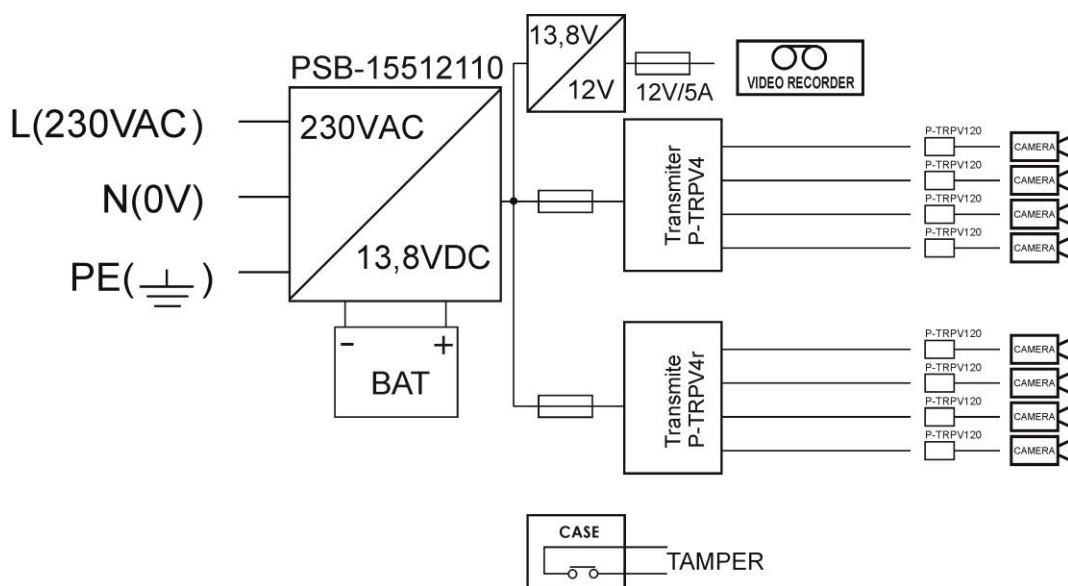 PSB-15512110
L(230VAC)
N(0V)
PE( )
230VAC
13,8VDC
- +
BAT
13,8V
12V
12V/5A
VIDEO RECORDER
Transmiter
P-TRPV4
P-TRPV120
CAMERA
P-TRPV120
CAMERA
P-TRPV120
CAMERA
P-TRPV120
CAMERA
Transmite
P-TRPV4r
P-TRPV120
CAMERA
P-TRPV120
CAMERA
P-TRPV120
CAMERA
P-TRPV120
CAMERA
CASE
TAMPER